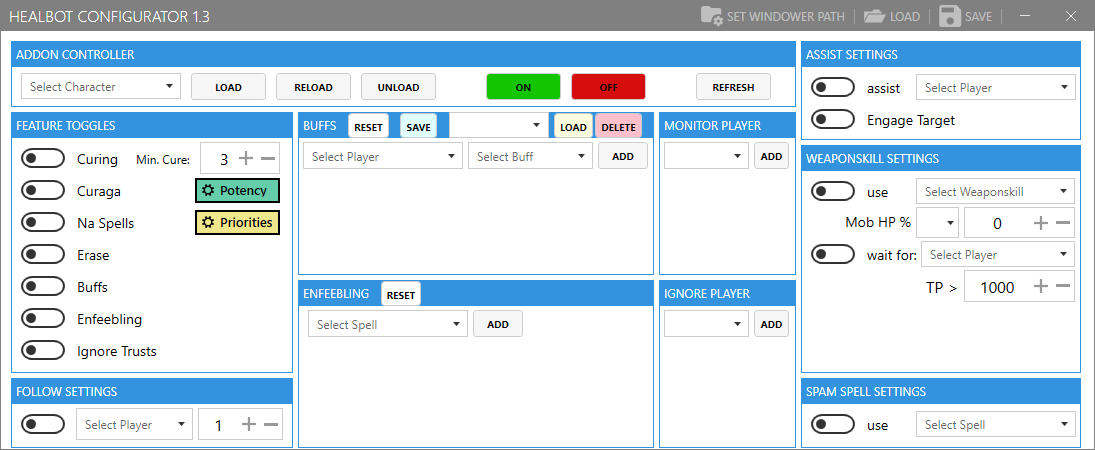 HEALBOT CONFIGURATOR 1.3
SET WINDOWER PATH
LOAD
SAVE
ADDON CONTROLLER
Select Character
LOAD
RELOAD
UNLOAD
ON
OFF
REFRESH
FEATURE TOGGLES
Curing
Min. Cure:
3
Curaga
Potency
Na Spells
Priorities
Erase
Buffs
Enfeebling
Ignore Trusts
FOLLOW SETTINGS
Select Player
1
BUFFS
RESET
SAVE
LOAD
DELETE
Select Player
Select Buff
ADD
ENFEEBLING
RESET
Select Spell
ADD
MONITOR PLAYER
ADD
IGNORE PLAYER
ADD
ASSIST SETTINGS
assist
Select Player
Engage Target
WEAPONSKILL SETTINGS
use
Select Weaponskill
Mob HP %
0
wait for:
Select Player
TP >
1000
SPAM SPELL SETTINGS
use
Select Spell